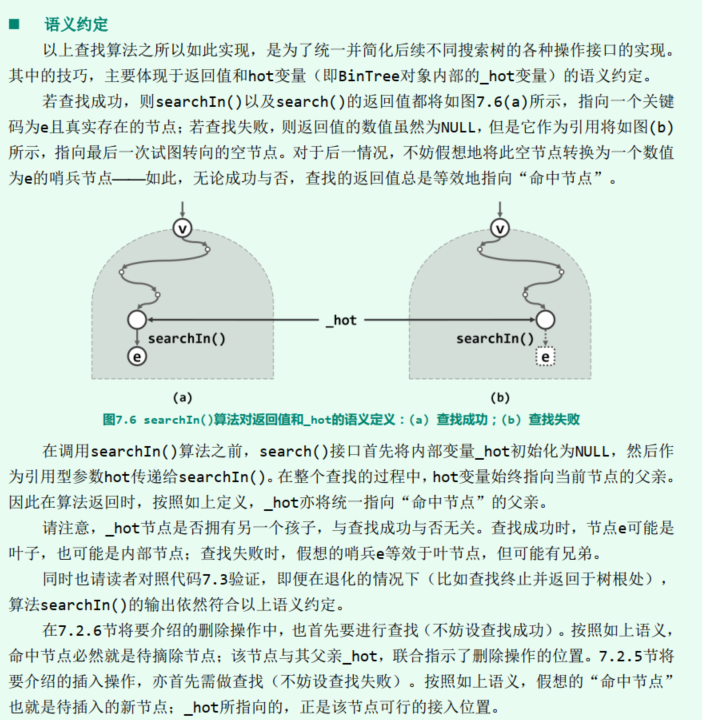 ■ 语义约定
以上查找算法之所以如此实现，是为了统一并简化后续不同搜索树的各种操作接口的实现。
其中的技巧，主要体现于返回值和hot变量（即BinTree对象内部的_hot变量）的语义约定。
若查找成功，则searchIn()以及search()的返回值都将如图7.6(a)所示，指向一个关键
码为e且真实存在的节点；若查找失败，则返回值的数值虽然为NULL，但是它作为引用将如图(b)
所示，指向最后一次试图转向的空节点。对于后一情况，不妨假想地将此空节点转换为一个数值
为e的哨兵节点——如此，无论成功与否，查找的返回值总是等效地指向“命中节点”。
v
v
_hot
searchIn()
searchIn()
e
e
(a)
(b)
图7.6 searchIn()算法对返回值和_hot的语义定义：(a) 查找成功；(b) 查找失败
在调用searchIn()算法之前，search()接口首先将内部变量_hot初始化为NULL，然后作
为引用型参数hot传递给searchIn()。在整个查找的过程中，hot变量始终指向当前节点的父亲。
因此在算法返回时，按照如上定义，_hot亦将统一指向“命中节点”的父亲。
请注意，_hot节点是否拥有另一个孩子，与查找成功与否无关。查找成功时，节点e可能是
叶子，也可能是内部节点；查找失败时，假想的哨兵e等效于叶节点，但可能有兄弟。
同时也请读者对照代码7.3验证，即便在退化的情况下（比如查找终止并返回于树根处），
算法searchIn()的输出依然符合以上语义约定。
在7.2.6节将要介绍的删除操作中，也首先要进行查找（不妨设查找成功）。按照如上语义，
命中节点必然就是待摘除节点；该节点与其父亲_hot，联合指示了删除操作的位置。7.2.5节将
要介绍的插入操作，亦首先需做查找（不妨设查找失败）。按照如上语义，假想的“命中节点”
也就是待插入的新节点；_hot所指向的，正是该节点可行的接入位置。